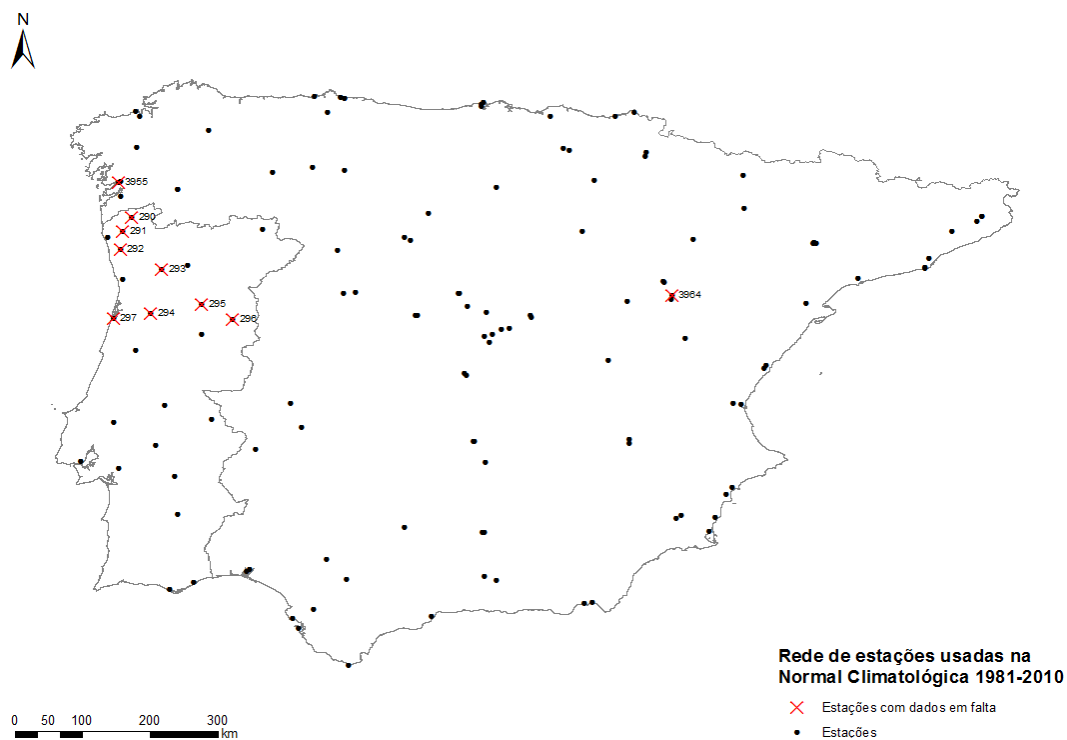 N
3955
290
291
292
293
295
294
296
297
3964
Rede de estações usadas na
Normal Climatológica 1981-2010
Estações com dados em falta
Estações
0 50 100 200 300
km